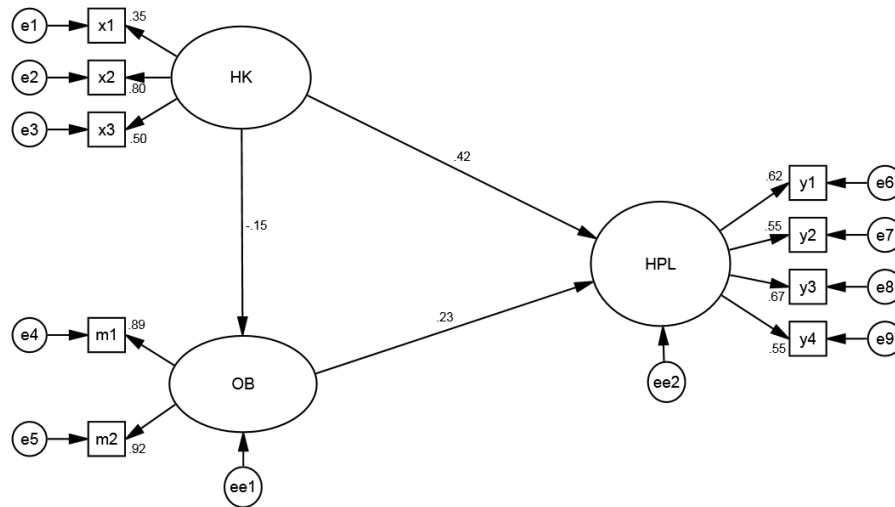 e1 x1 .35
HK
e2 x2 .80
e3 x3 .50
.42
-.15
.62 y1 e6
.55 y2 e7
HPL
.67 y3 e8
.55 y4 e9
.23
e4 m1 .89
OB
ee2
e5 m2 .92
ee1